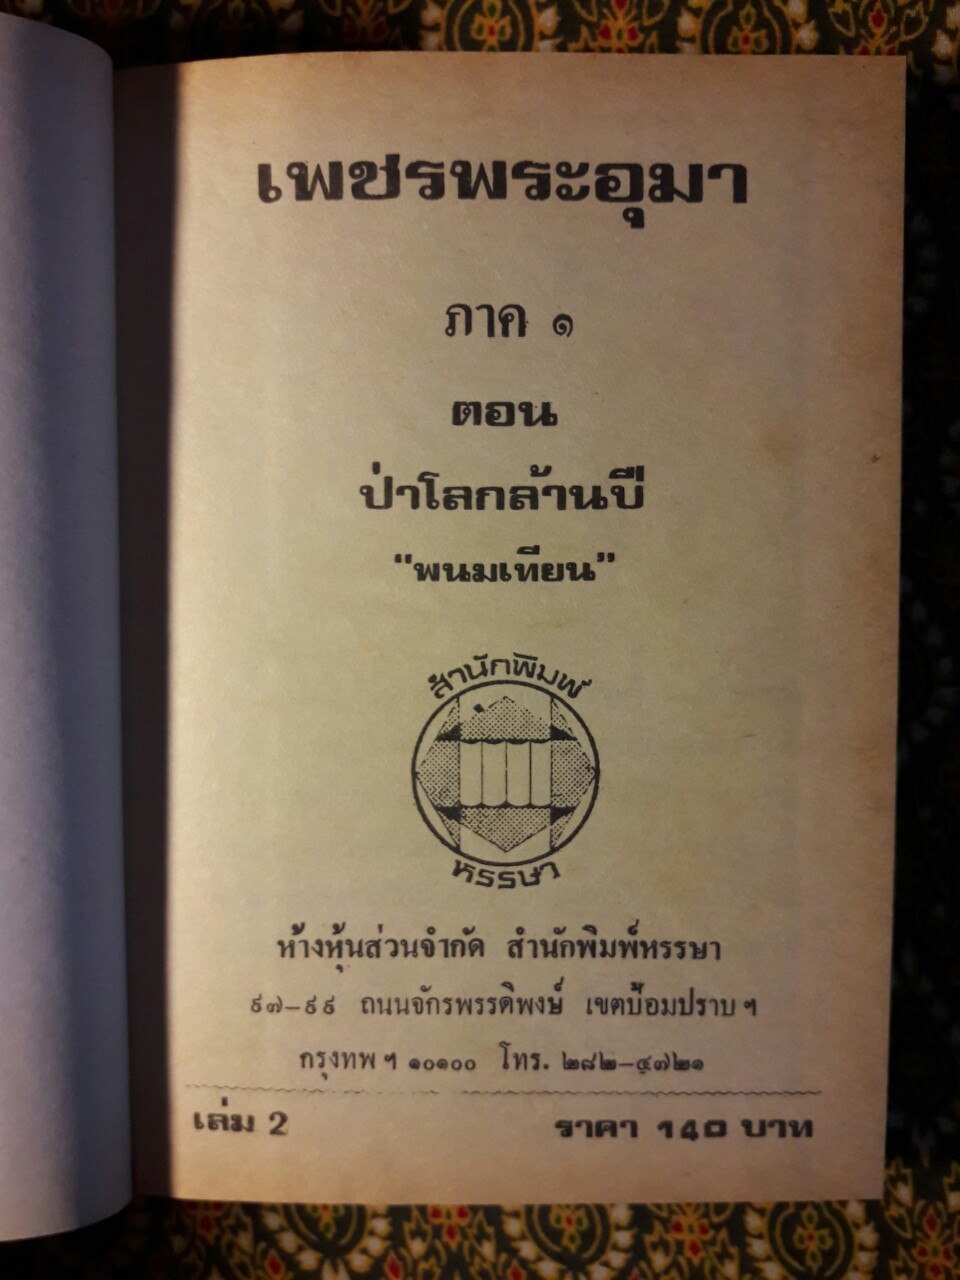 เพชรพระอุมา
ภาค ๑
ตอน
ป่าโลกล้านปี
"พนมเทียน"
สำนักพิมพ์
หรรษา
ห้างหุ้นส่วนจำกัด สำนักพิมพ์หรรษา
๙๗-๙๙ ถนนจักรพรรดิพงษ์ เขตป้อมปราบ ฯ
กรุงทพ ฯ ๑๐๑๐๐ โทร. ๒๘๒-๔๗๒๑
เล่ม 2 ราคา 140 บาท